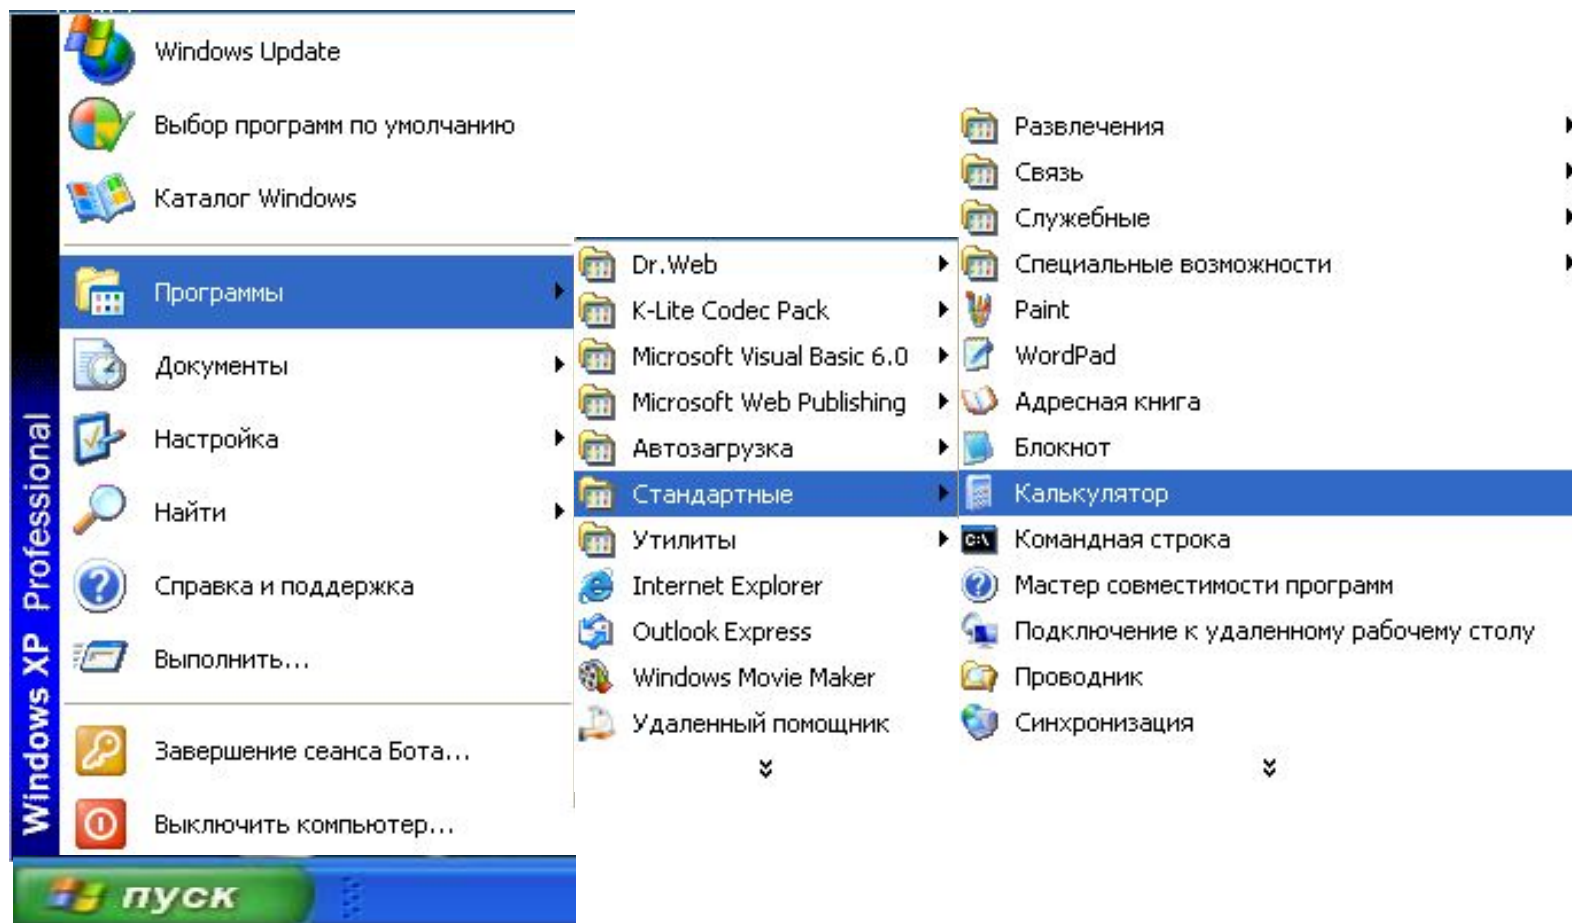 Windows Update
Выбор программ по умолчанию
Каталог Windows
Программы
Документы
Настройка
Найти
Справка и поддержка
Выполнить...
Завершение сеанса Бота...
Выключить компьютер...
Windows XP Professional
пуск
Dr.Web
K-Lite Codec Pack
Microsoft Visual Basic 6.0
Microsoft Web Publishing
Автозагрузка
Стандартные
Утилиты
Internet Explorer
Outlook Express
Windows Movie Maker
Удаленный помощник
Развлечения
Связь
Служебные
Специальные возможности
Paint
WordPad
Адресная книга
Блокнот
Калькулятор
Командная строка
Мастер совместимости программ
Подключение к удаленному рабочему столу
Проводник
Синхронизация